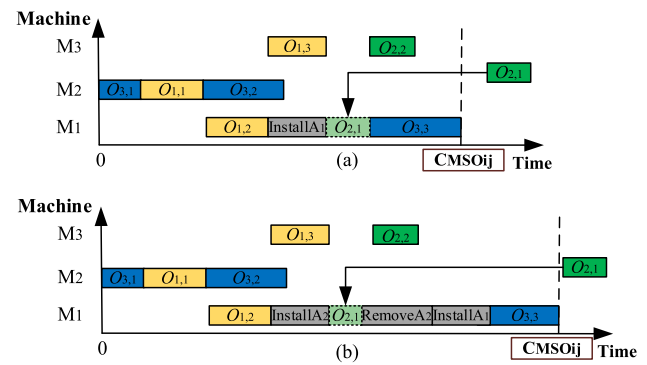 Machine
M3 O1,3 O2,2
O2,1
M2 O3,1 O1,1 O3,2
M1 O1,2 InstallA1 O2,1 O3,3
0 (a) CMSOij Time
Machine
M3 O1,3 O2,2
O2,1
M2 O3,1 O1,1 O3,2
M1 O1,2 InstallA2 O2,1 RemoveA2 InstallA1 O3,3
0 (b) CMSOij Time